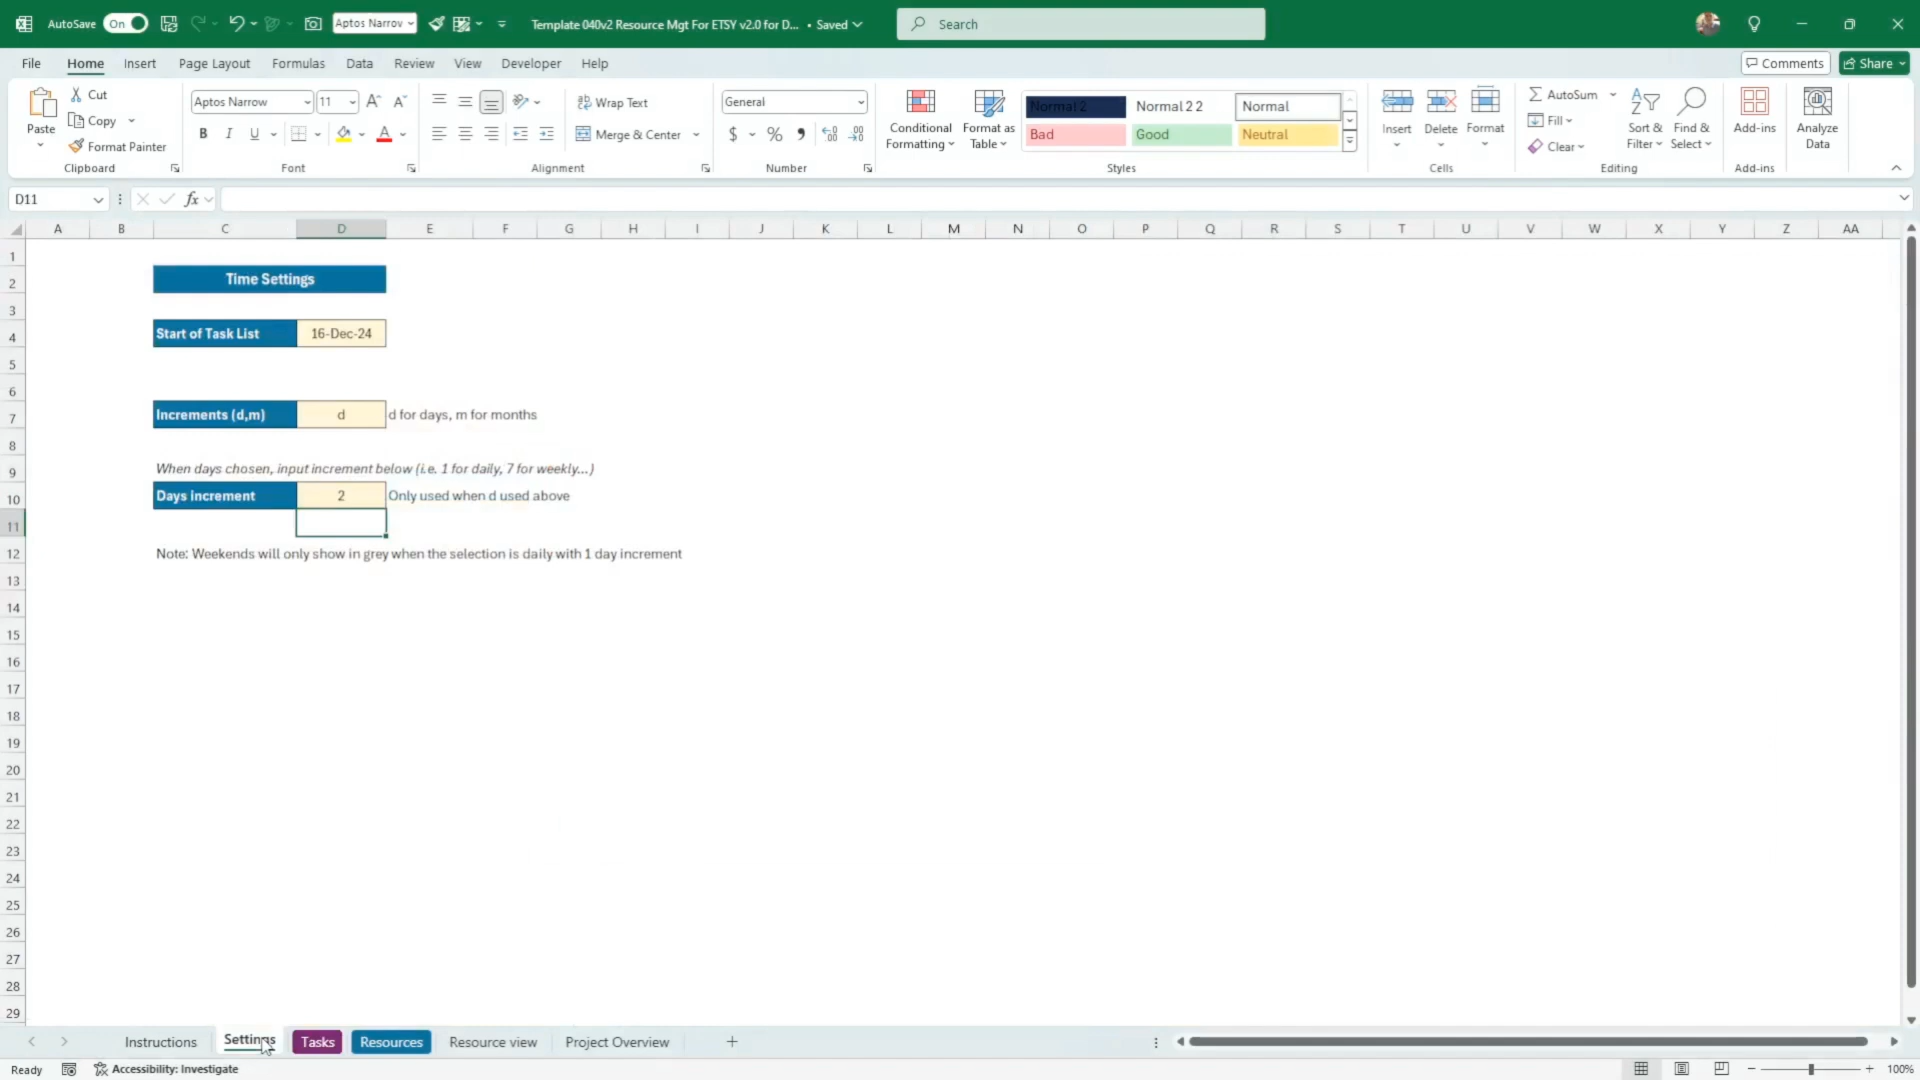 AutoSave On Aptos Narrov Template 040v2 Resource Mgt For ETSY v2.0 for D... • Saved Search
File Home Insert Page Layout Formulas Data Review View Developer Help Comments Share
Paste Cut Copy Format Painter Clipboard
Aptos Narrow 11 B I U Font
Wrap Text Merge & Center Alignment
General $ % Number
Conditional Formatting Format as Table
Normal 2 Normal 2 2 Normal
Bad Good Neutral
Styles
Insert Delete Format Cells
AutoSum Fill Clear Sort & Filter Find & Select Editing
Add-ins Add-ins
Analyze Data
D11 fx
A B C D E F G H I J K L M N O P Q R S T U V W X Y Z AA
1
2 Time Settings
3
4 Start of Task List 16-Dec-24
5
6
7 Increments (d,m) d d for days, m for months
8
9 When days chosen, input increment below (i.e. 1 for daily, 7 for weekly...)
10 Days increment 2 Only used when d used above
11
12 Note: Weekends will only show in grey when the selection is daily with 1 day increment
13
14
15
16
17
18
19
20
21
22
23
24
25
26
27
28
29
Instructions Settings Tasks Resources Resource view Project Overview
Ready Accessibility: Investigate 100%